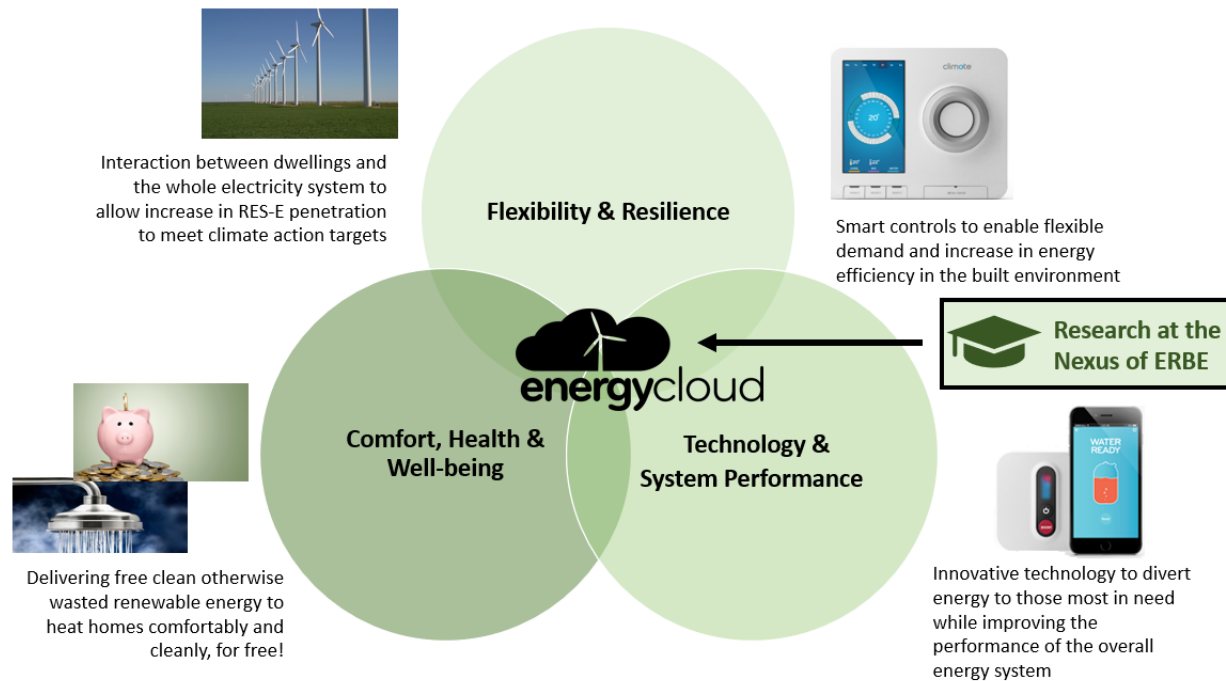 Interaction between dwellings and
the whole electricity system to
allow increase in RES-E penetration
to meet climate action targets
Flexibility & Resilience
climote
20°
Smart controls to enable flexible
demand and increase in energy
efficiency in the built environment
energycloud
Research at the
Nexus of ERBE
Comfort, Health &
Well-being
Technology &
System Performance
WATER
READY
Delivering free clean otherwise
wasted renewable energy to
heat homes comfortably and
cleanly, for free!
Innovative technology to divert
energy to those most in need
while improving the
performance of the overall
energy system